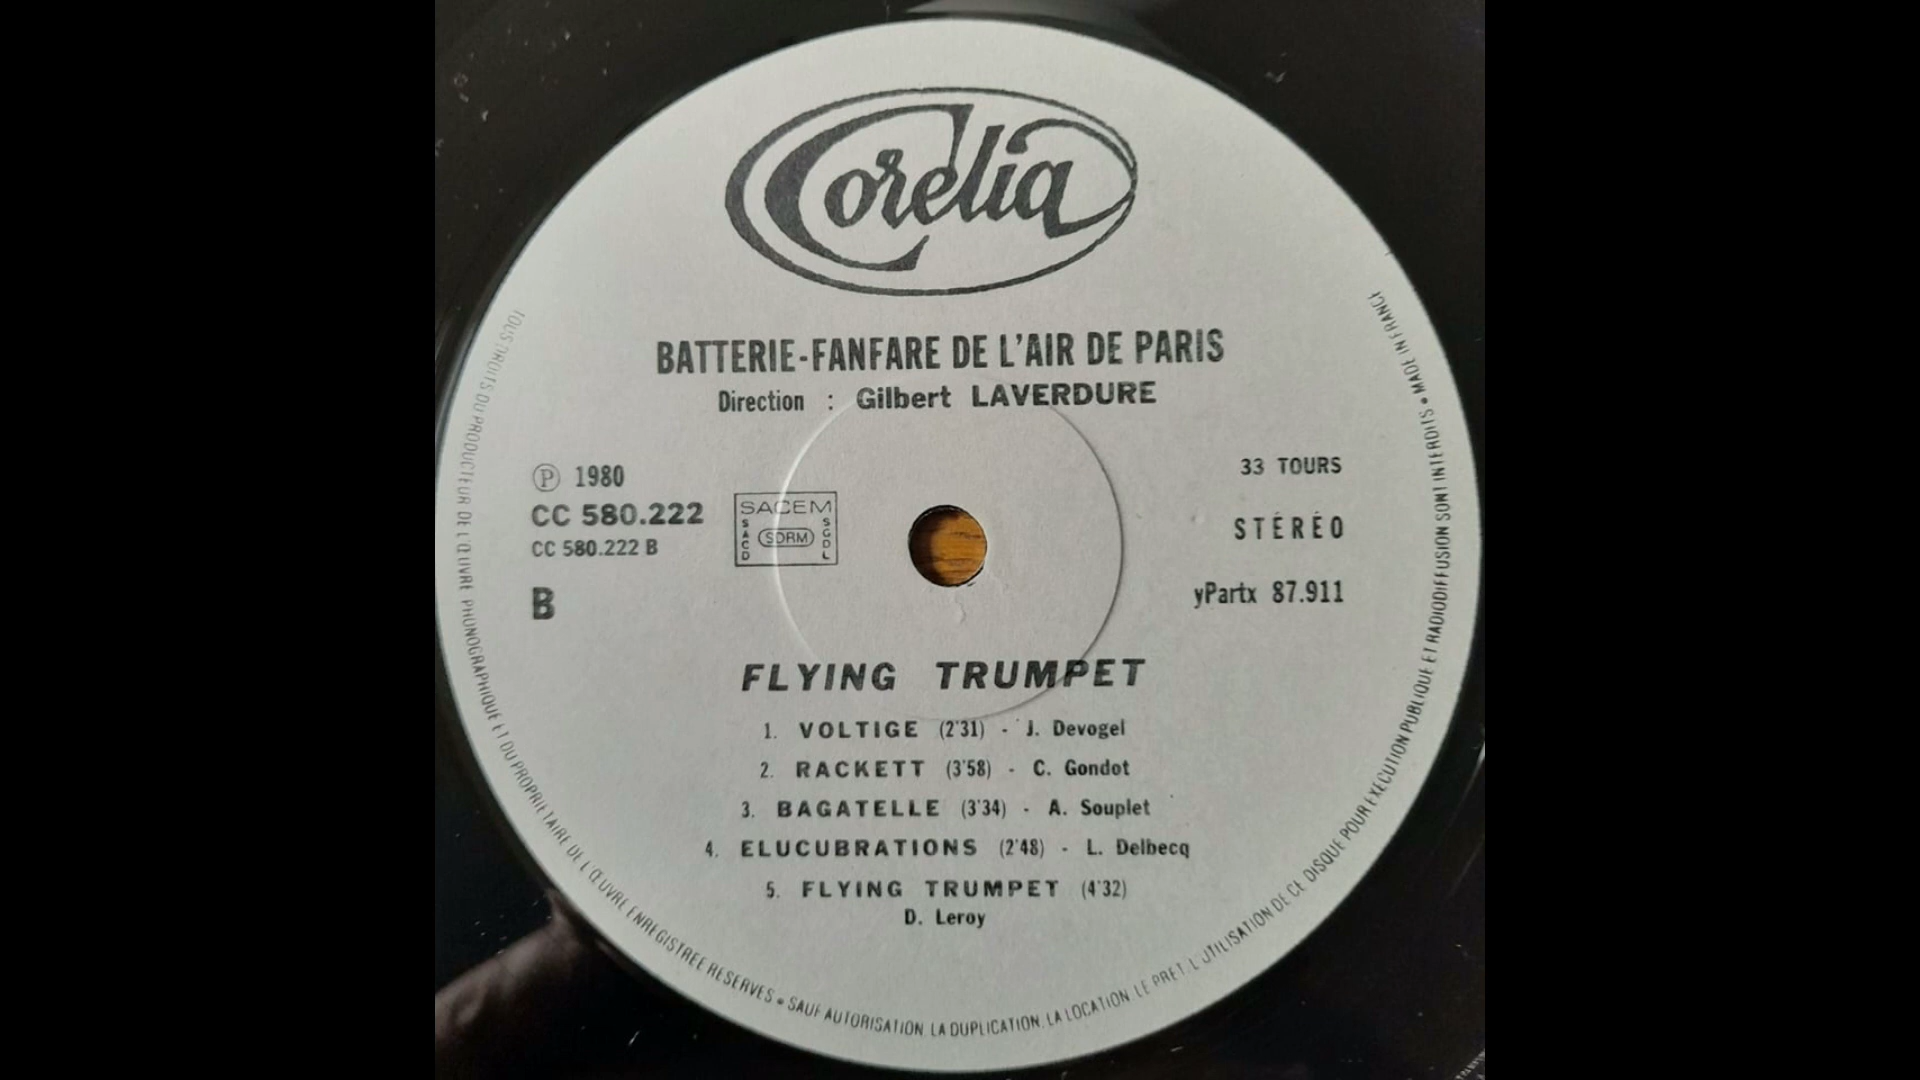 Corelia
BATTERIE-FANFARE DE L'AIR DE PARIS
Direction : Gilbert LAVERDURE
Ⓟ 1980
CC 580.222
CC 580.222 B
B
SACEM
SACD
SDRM
SGDL
33 TOURS
STÉRÉO
yPartx 87.911
FLYING TRUMPET
1. VOLTIGE (2'31) - J. Devogel
2. RACKETT (3'58) - C. Gondot
3. BAGATELLE (3'34) - A. Souplet
4. ELUCUBRATIONS (2'48) - L. Delbecq
5. FLYING TRUMPET (4'32)
D. Leroy
TOUS DROITS DU PRODUCTEUR DE L'ŒUVRE PHONOGRAPHIQUE ET DU PROPRIETAIRE DE L'ŒUVRE ENREGISTREE RESERVES • SAUF AUTORISATION, LA DUPLICATION, LA LOCATION, LE PRET, L'UTILISATION DE CE DISQUE POUR EXECUTION PUBLIQUE ET RADIODIFFUSION SONT INTERDITS • MADE IN FRANCE